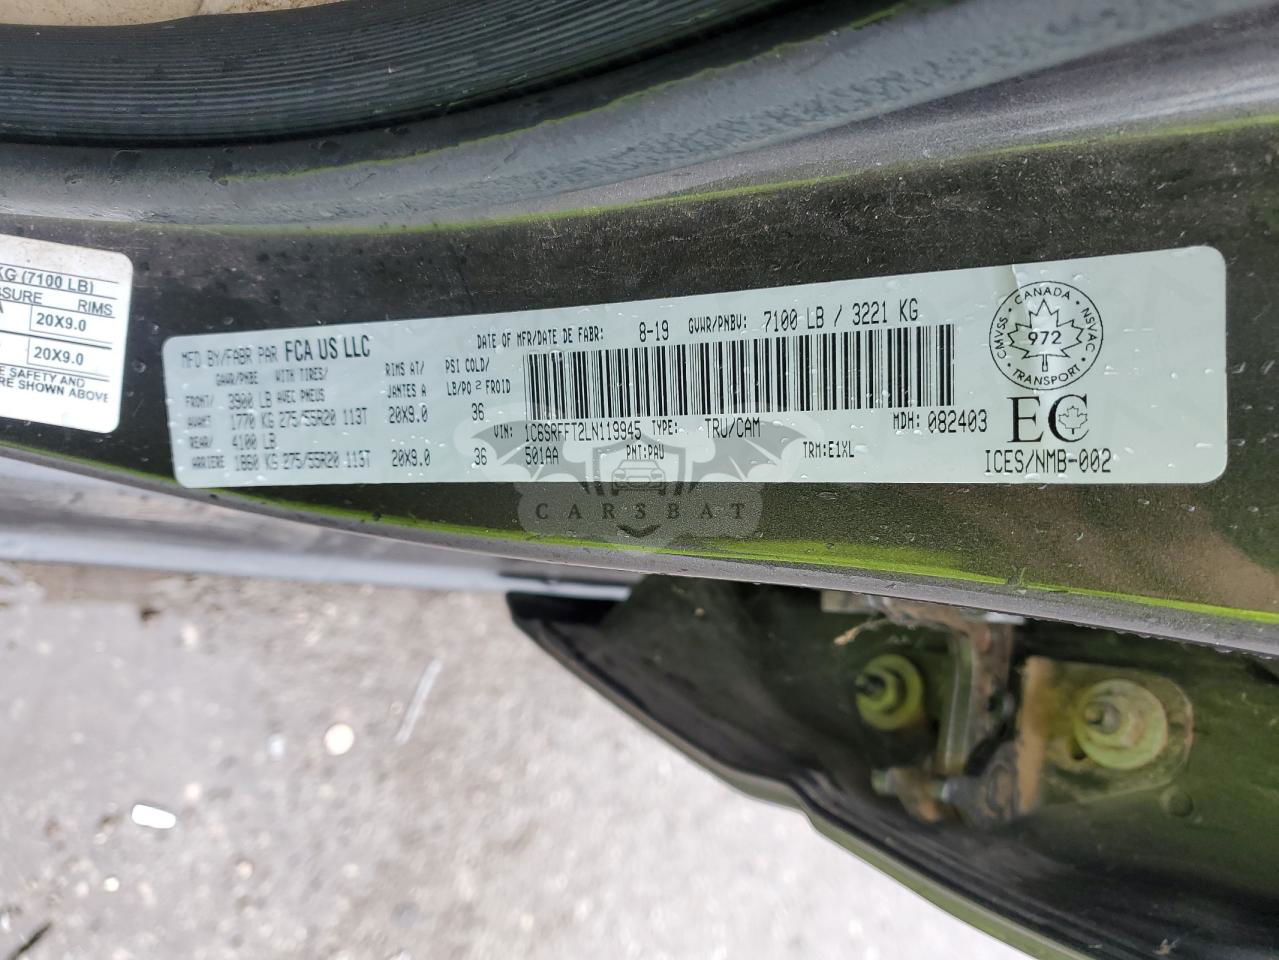 KG (7100 LB)
SSURE RIMS
A 20X9.0
20X9.0
E SAFETY AND
RE SHOWN ABOVE
MFD BY/FABR PAR FCA US LLC
DATE OF MFR/DATE DE FABR: 8-19 GVWR/PNBV: 7100 LB / 3221 KG
GAWR/PNBE WITH TIRES/ RIMS AT/ PSI COLD/
AVEC PNEUS JANTES A LB/PO² FROID
FRONT/ 3900 LB
AVANT 1770 KG 275/55R20 113T 20X9.0 36
REAR/ 4100 LB
ARRIERE 1860 KG 275/55R20 113T 20X9.0 36
VIN: 1C6SRFFT2LN119945 TYPE: TRU/CAM MDH: 082403
501AA PNT:PAU TRM:E1XL
CANADA
CMVSS 972 NSVAC
TRANSPORT
EC
ICES/NMB-002
CARSBAT